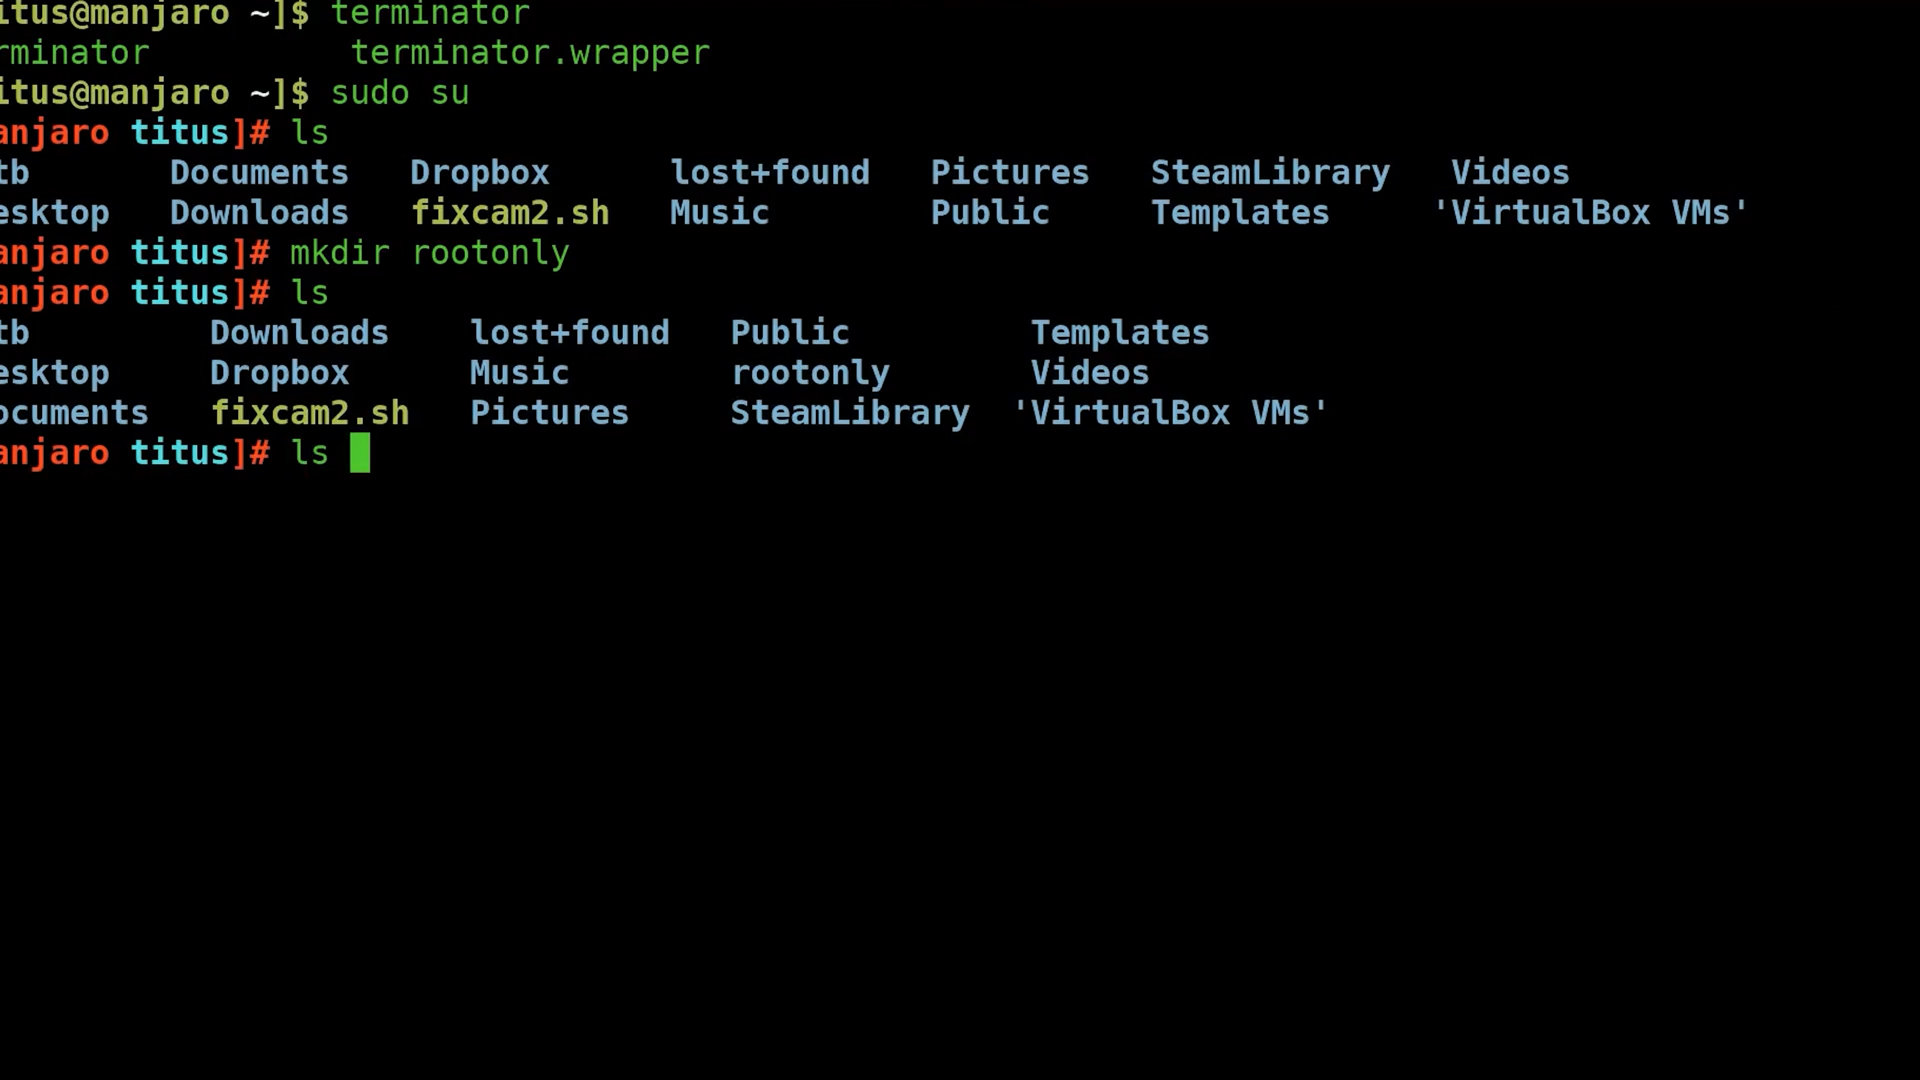 itus@manjaro ~]$ terminator
rminator terminator.wrapper
itus@manjaro ~]$ sudo su
anjaro titus]# ls
tb Documents Dropbox lost+found Pictures SteamLibrary Videos
esktop Downloads fixcam2.sh Music Public Templates 'VirtualBox VMs'
anjaro titus]# mkdir rootonly
anjaro titus]# ls
tb Downloads lost+found Public Templates
esktop Dropbox Music rootonly Videos
ocuments fixcam2.sh Pictures SteamLibrary 'VirtualBox VMs'
anjaro titus]# ls